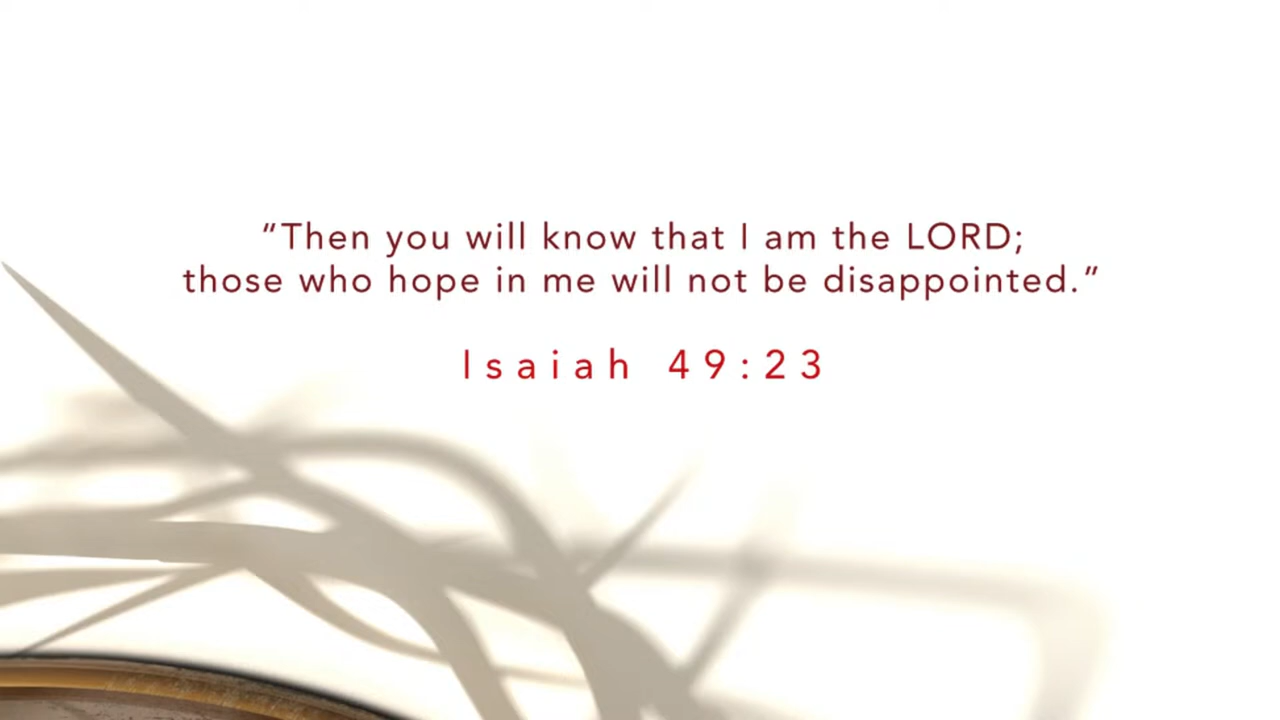 "Then you will know that I am the LORD;
those who hope in me will not be disappointed."
Isaiah 49:23